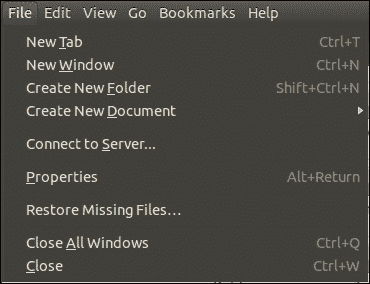 File Edit View Go Bookmarks Help
New Tab Ctrl+T
New Window Ctrl+N
Create New Folder Shift+Ctrl+N
Create New Document
Connect to Server...
Properties Alt+Return
Restore Missing Files…
Close All Windows Ctrl+Q
Close Ctrl+W